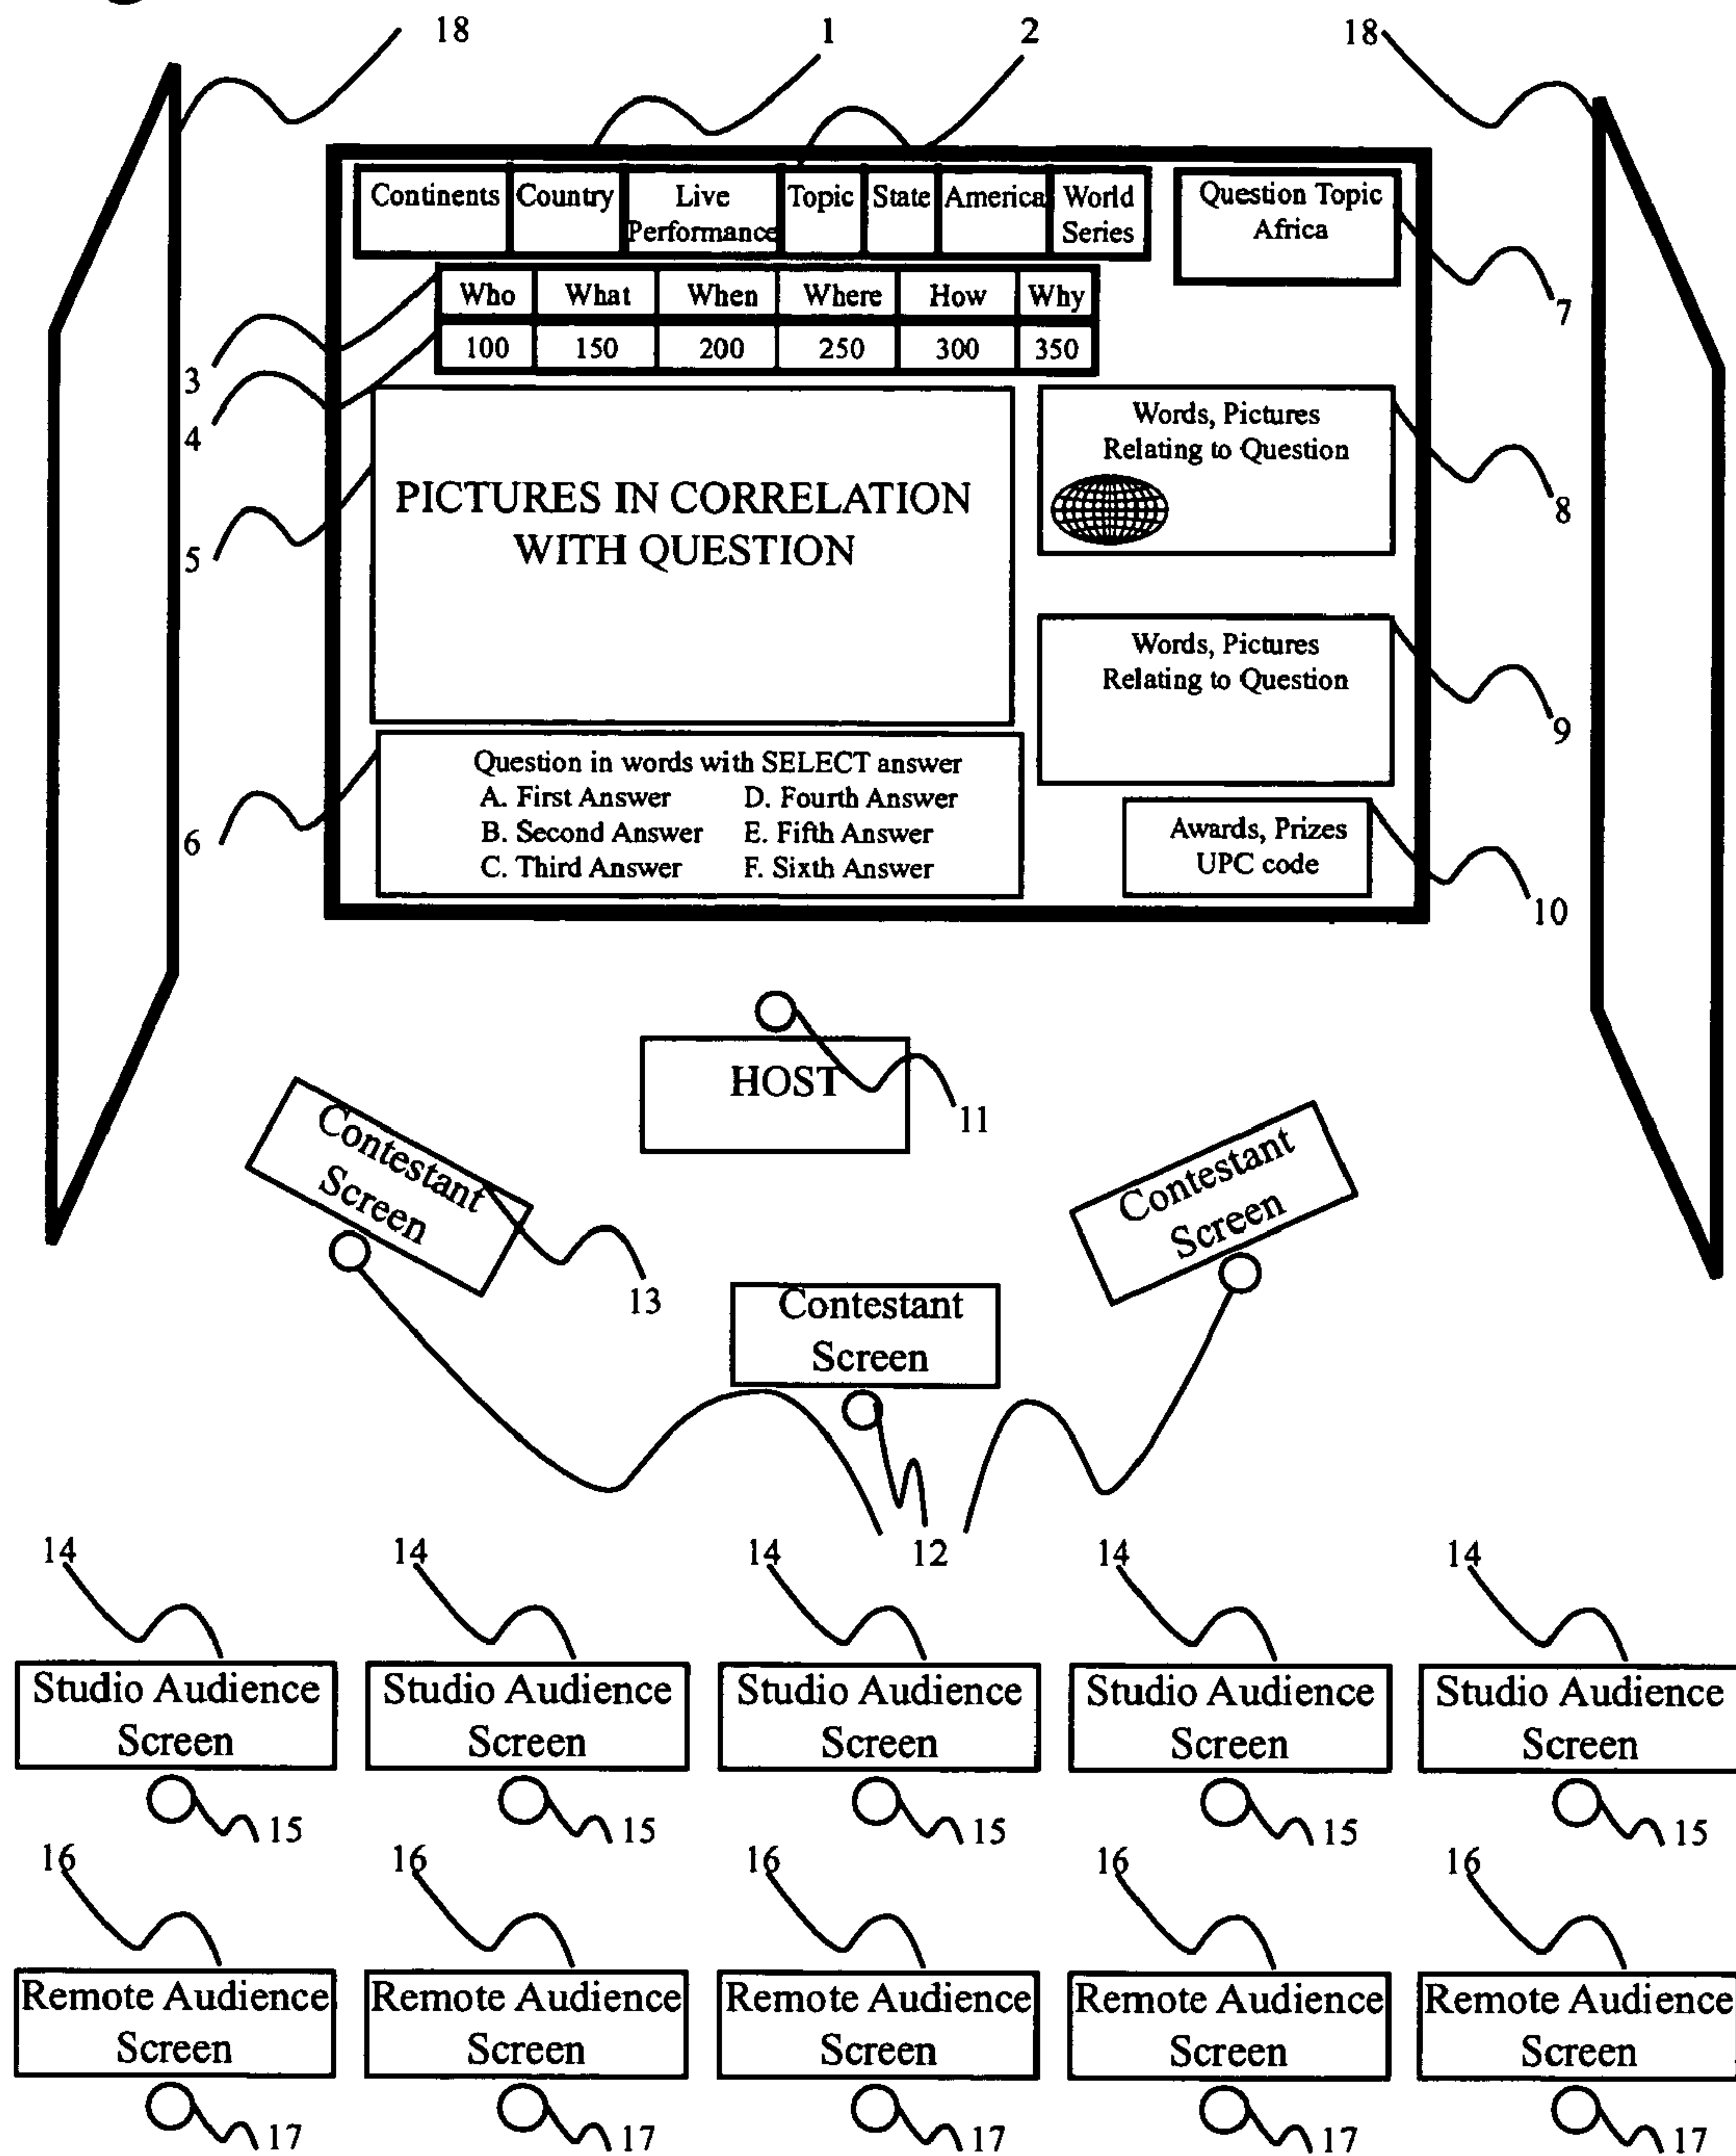 18 1 2 18
Continents Country Live Performance Topic State America World Series
Question Topic
Africa
7
Who What When Where How Why
100 150 200 250 300 350
3
4
PICTURES IN CORRELATION
WITH QUESTION
5
Words, Pictures
Relating to Question
8
Words, Pictures
Relating to Question
9
Question in words with SELECT answer
A. First Answer D. Fourth Answer
B. Second Answer E. Fifth Answer
C. Third Answer F. Sixth Answer
6
Awards, Prizes
UPC code
10
HOST
11
Contestant
Screen
13
Contestant
Screen
Contestant
Screen
12
14 14 14 14 14
Studio Audience Studio Audience Studio Audience Studio Audience Studio Audience
Screen Screen Screen Screen Screen
15 15 15 15 15
16 16 16 16 16
Remote Audience Remote Audience Remote Audience Remote Audience Remote Audience
Screen Screen Screen Screen Screen
17 17 17 17 17